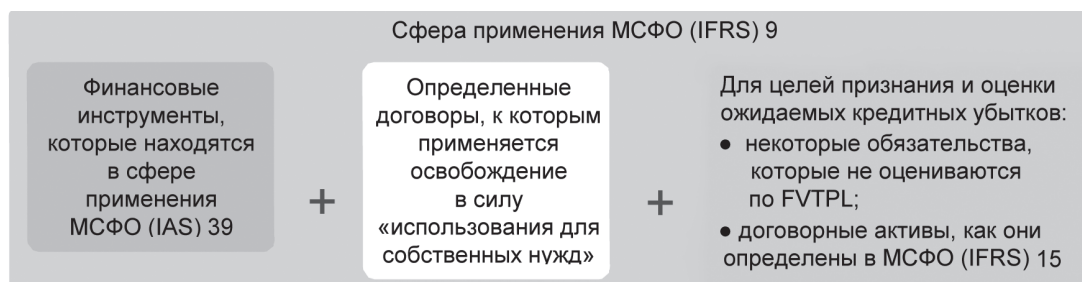 Сфера применения МСФО (IFRS) 9
Финансовые
инструменты,
которые находятся
в сфере
применения
МСФО (IAS) 39
+
Определенные
договоры, к которым
применяется
освобождение
в силу
«использования для
собственных нужд»
+
Для целей признания и оценки
ожидаемых кредитных убытков:
● некоторые обязательства,
которые не оцениваются
по FVTPL;
● договорные активы, как они
определены в МСФО (IFRS) 15